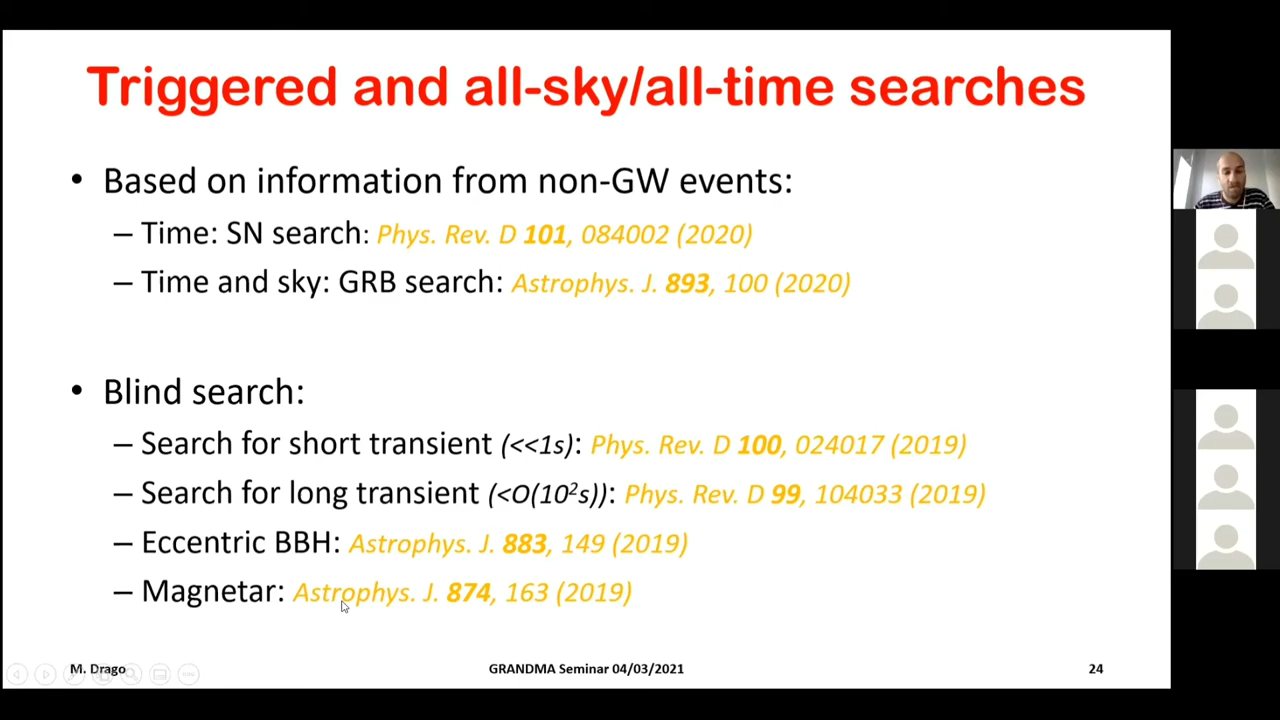 Triggered and all-sky/all-time searches
• Based on information from non-GW events:
– Time: SN search: Phys. Rev. D 101, 084002 (2020)
– Time and sky: GRB search: Astrophys. J. 893, 100 (2020)
• Blind search:
– Search for short transient (<<1s): Phys. Rev. D 100, 024017 (2019)
– Search for long transient (<O(10²s)): Phys. Rev. D 99, 104033 (2019)
– Eccentric BBH: Astrophys. J. 883, 149 (2019)
– Magnetar: Astrophys. J. 874, 163 (2019)
M. Drago GRANDMA Seminar 04/03/2021 24